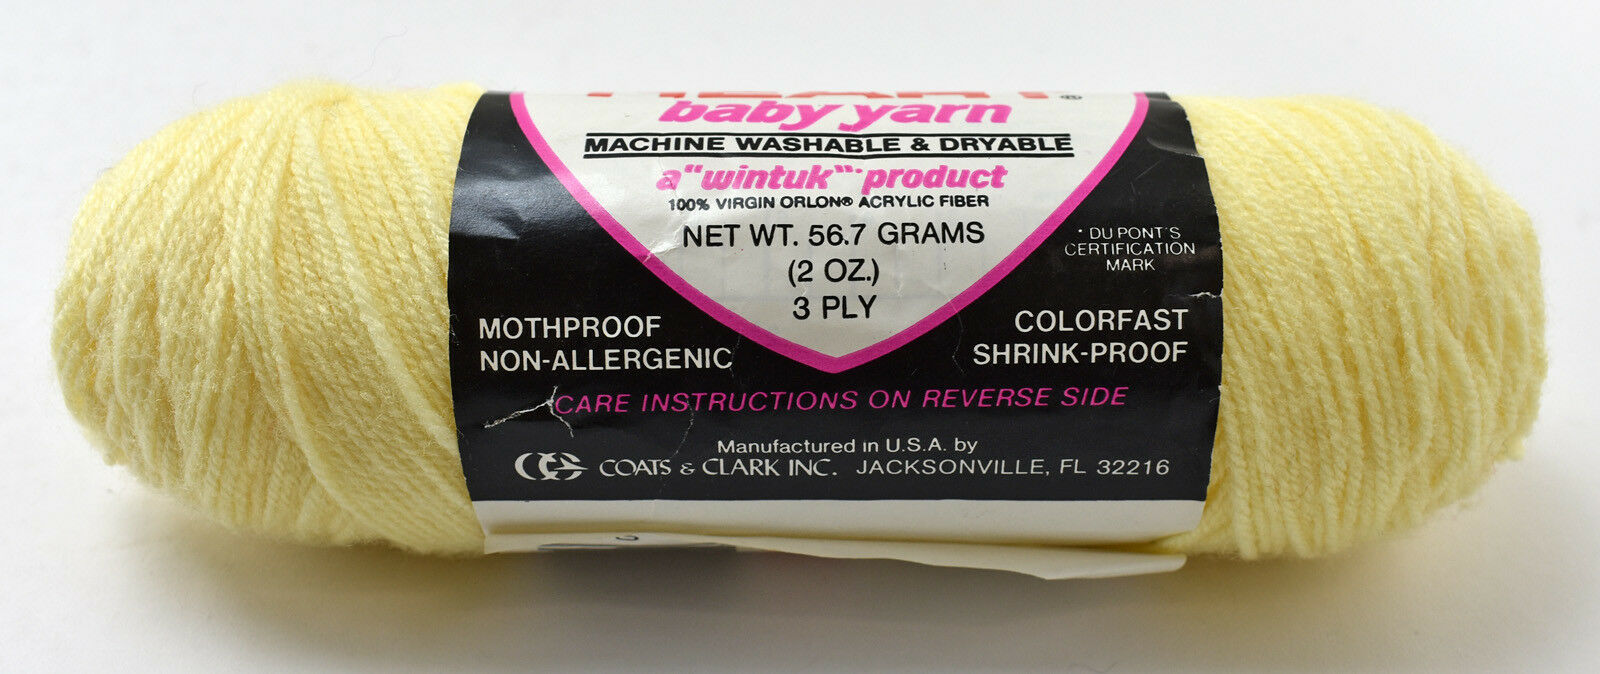 HEART®
baby yarn
MACHINE WASHABLE & DRYABLE
a "wintuk"* product
100% VIRGIN ORLON® ACRYLIC FIBER
NET WT. 56.7 GRAMS
(2 OZ.)
3 PLY
* DU PONT'S
CERTIFICATION
MARK
MOTHPROOF
NON-ALLERGENIC
COLORFAST
SHRINK-PROOF
CARE INSTRUCTIONS ON REVERSE SIDE
Manufactured in U.S.A. by
COATS & CLARK INC. JACKSONVILLE, FL 32216